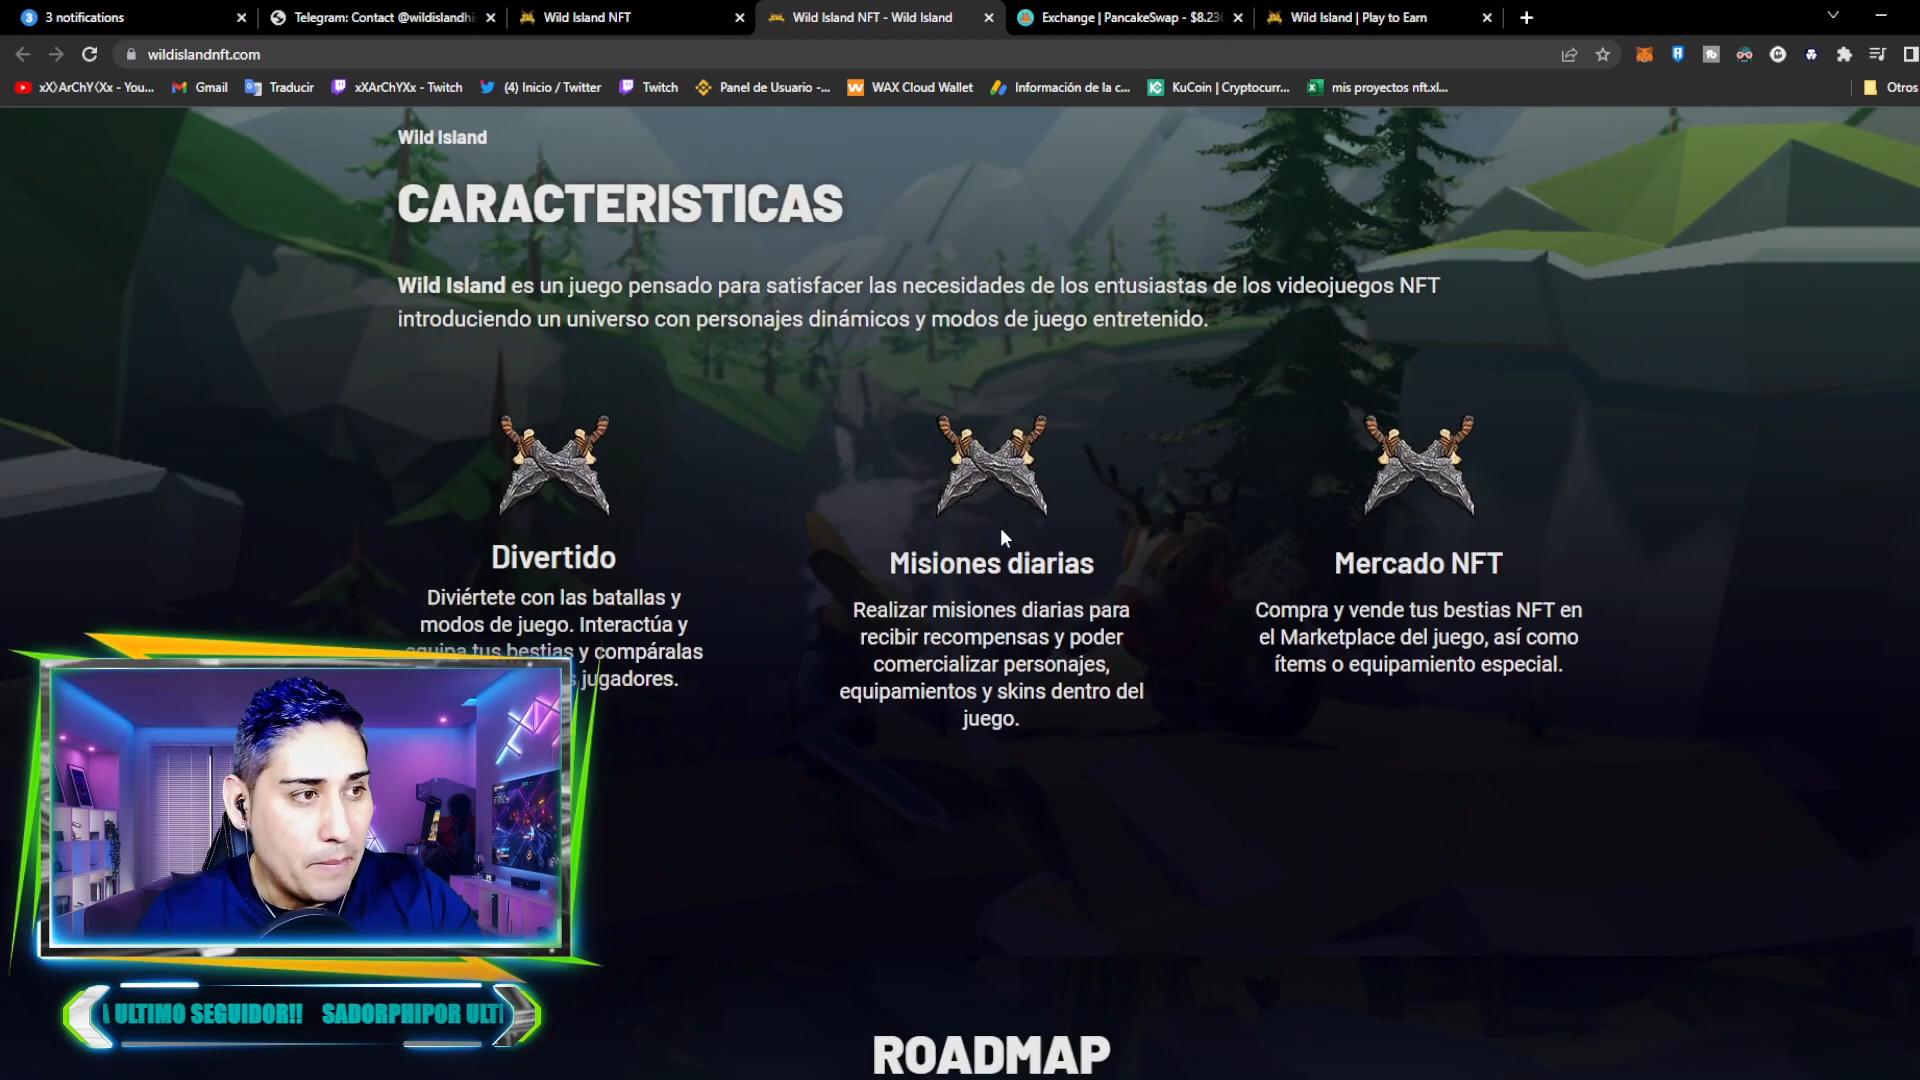 3 notifications
Telegram: Contact @wildislandhi
Wild Island NFT
Wild Island NFT - Wild Island
Exchange | PancakeSwap - $8.236
Wild Island | Play to Earn
wildislandnft.com
xX)ArChY(Xx - You...
Gmail
Traducir
xXArChYXx - Twitch
(4) Inicio / Twitter
Twitch
Panel de Usuario -...
WAX Cloud Wallet
Información de la c...
KuCoin | Cryptocurr...
mis proyectos nft.xl...
Otros
Wild Island
CARACTERISTICAS
Wild Island es un juego pensado para satisfacer las necesidades de los entusiastas de los videojuegos NFT
introduciendo un universo con personajes dinámicos y modos de juego entretenido.
Divertido
Diviértete con las batallas y
modos de juego. Interactúa y
equipa tus bestias y compáralas
jugadores.
Misiones diarias
Realizar misiones diarias para
recibir recompensas y poder
comercializar personajes,
equipamientos y skins dentro del
juego.
Mercado NFT
Compra y vende tus bestias NFT en
el Marketplace del juego, así como
ítems o equipamiento especial.
ULTIMO SEGUIDOR!! SADORPHIPOR ULTI
ROADMAP